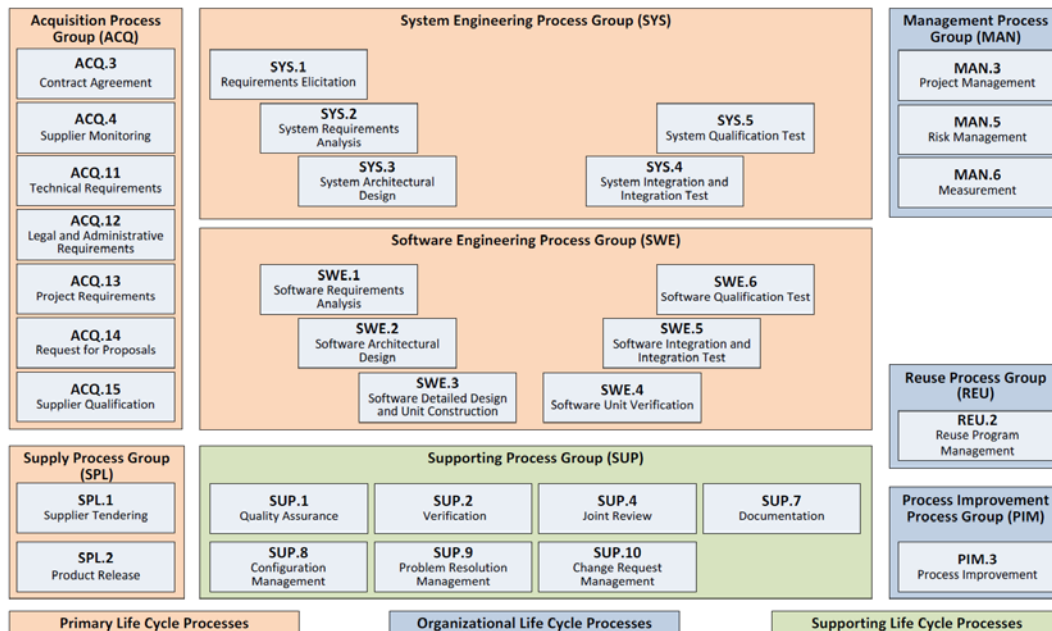 Acquisition Process
Group (ACQ)
ACQ.3
Contract Agreement
ACQ.4
Supplier Monitoring
ACQ.11
Technical Requirements
ACQ.12
Legal and Administrative
Requirements
ACQ.13
Project Requirements
ACQ.14
Request for Proposals
ACQ.15
Supplier Qualification
System Engineering Process Group (SYS)
SYS.1
Requirements Elicitation
SYS.2
System Requirements
Analysis
SYS.3
System Architectural
Design
SYS.5
System Qualification Test
SYS.4
System Integration and
Integration Test
Management Process
Group (MAN)
MAN.3
Project Management
MAN.5
Risk Management
MAN.6
Measurement
Software Engineering Process Group (SWE)
SWE.1
Software Requirements
Analysis
SWE.2
Software Architectural
Design
SWE.3
Software Detailed Design
and Unit Construction
SWE.6
Software Qualification Test
SWE.5
Software Integration and
Integration Test
SWE.4
Software Unit Verification
Reuse Process Group
(REU)
REU.2
Reuse Program
Management
Supply Process Group
(SPL)
SPL.1
Supplier Tendering
SPL.2
Product Release
Supporting Process Group (SUP)
SUP.1
Quality Assurance
SUP.2
Verification
SUP.4
Joint Review
SUP.7
Documentation
SUP.8
Configuration
Management
SUP.9
Problem Resolution
Management
SUP.10
Change Request
Management
Process Improvement
Process Group (PIM)
PIM.3
Process Improvement
Primary Life Cycle Processes
Organizational Life Cycle Processes
Supporting Life Cycle Processes